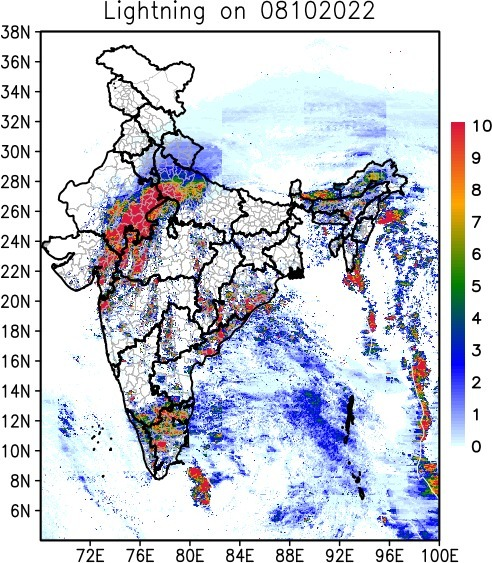 Lightning on 08102022
38N
36N
34N
32N
30N
28N
26N
24N
22N
20N
18N
16N
14N
12N
10N
8N
6N
72E 76E 80E 84E 88E 92E 96E 100E
10
9
8
7
6
5
4
3
2
1
0